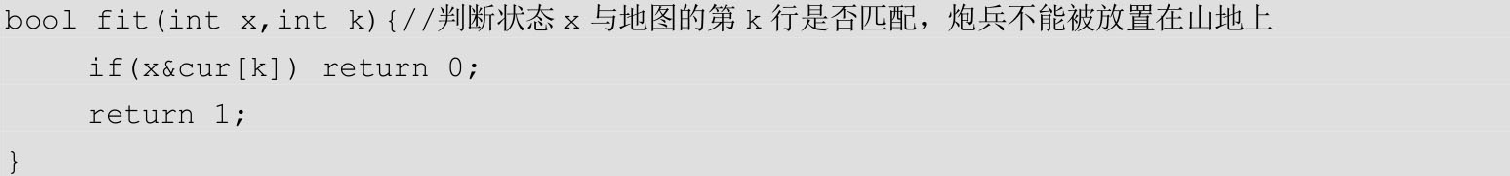 bool fit(int x,int k){//判断状态 x 与地图的第 k 行是否匹配，炮兵不能被放置在山地上
    if(x&cur[k]) return 0;
    return 1;
}